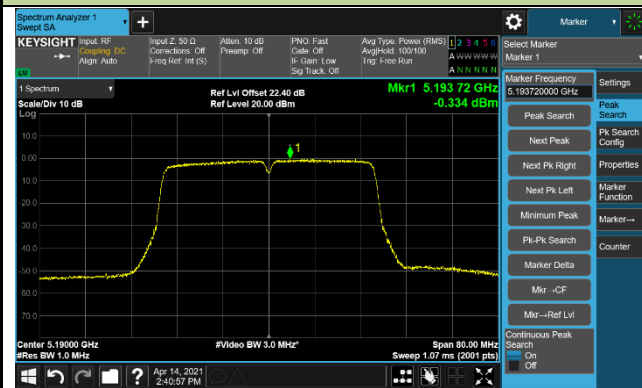 Spectrum Analyzer 1
Swept SA
Marker
KEYSIGHT
Input: RF
Coupling: DC
Align: Auto
Input Z: 50 Ω
Corrections: Off
Freq Ref: Int (S)
Atten: 10 dB
Preamp: Off
PNO: Fast
Gate: Off
IF Gain: Low
Sig Track: Off
Avg Type: Power (RMS)
Avg|Hold: 100/100
Trig: Free Run
1 2 3 4 5 6
A W W W W W
A N N N N N
LXI
1 Spectrum
Scale/Div 10 dB
Log
Ref Lvl Offset 22.40 dB
Ref Level 20.00 dBm
Mkr1 5.193 72 GHz
-0.334 dBm
10.0
0.00
10.0
20.0
30.0
40.0
50.0
60.0
70.0
1
Center 5.19000 GHz
#Res BW 1.0 MHz
#Video BW 3.0 MHz*
Span 80.00 MHz
Sweep 1.07 ms (2001 pts)
Apr 14, 2021
2:40:57 PM
Select Marker
Marker 1
Marker Frequency
5.193720000 GHz
Peak Search
Next Peak
Next Pk Right
Next Pk Left
Minimum Peak
Pk-Pk Search
Marker Delta
Mkr→CF
Mkr→Ref Lvl
Continuous Peak
Search
On
Off
Settings
Peak
Search
Pk Search
Config
Properties
Marker
Function
Marker→
Counter